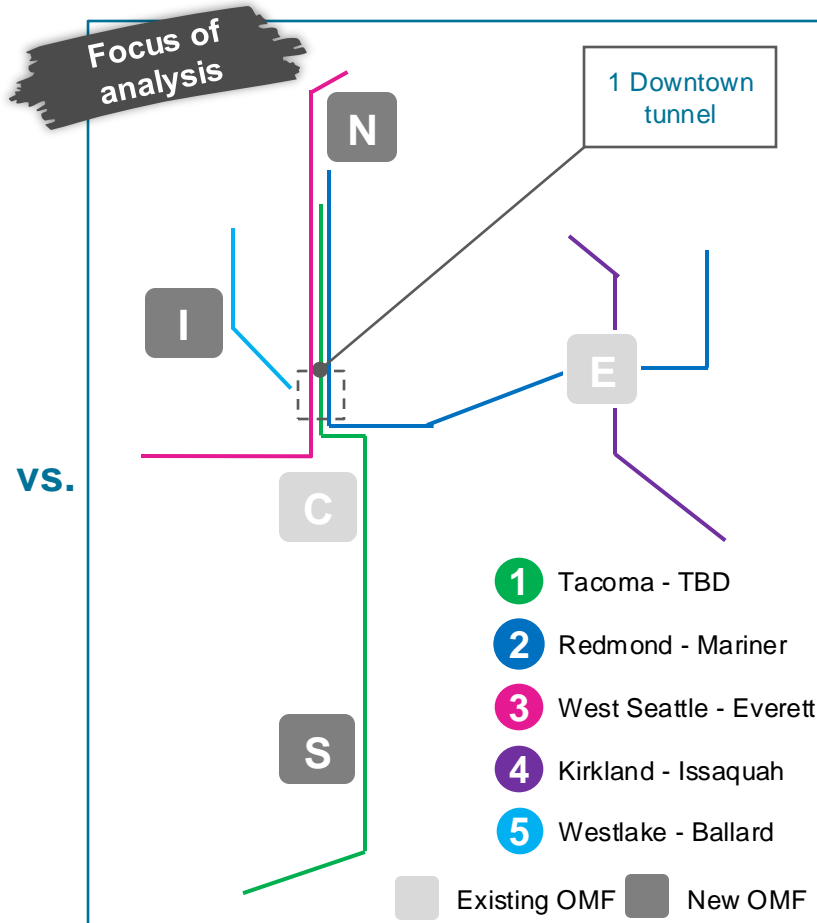 Focus of
analysis
N
1 Downtown
tunnel
I
E
vs.
C
1 Tacoma - TBD
2 Redmond - Mariner
3 West Seattle - Everett
S
4 Kirkland - Issaquah
5 Westlake - Ballard
Existing OMF New OMF